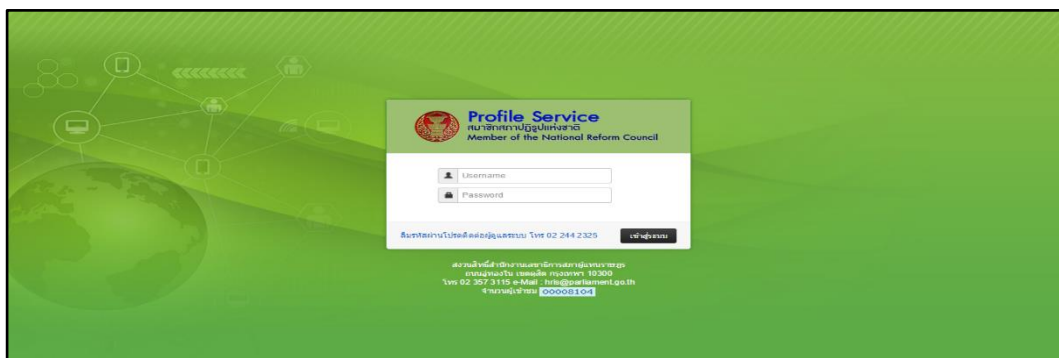 Profile Service
สมาชิกสภาปฏิรูปแห่งชาติ
Member of the National Reform Council
Username
Password
ลืมรหัสผ่านโปรดติดต่อผู้ดูแลระบบ โทร 02 244 2325
เข้าสู่ระบบ
สงวนสิทธิ์สำนักงานเลขาธิการสภาผู้แทนราษฎร
ถนนอู่ทองใน เขตดุสิต กรุงเทพฯ 10300
โทร 02 357 3115 e-Mail : hris@parliament.go.th
จำนวนผู้เข้าชม 00008104